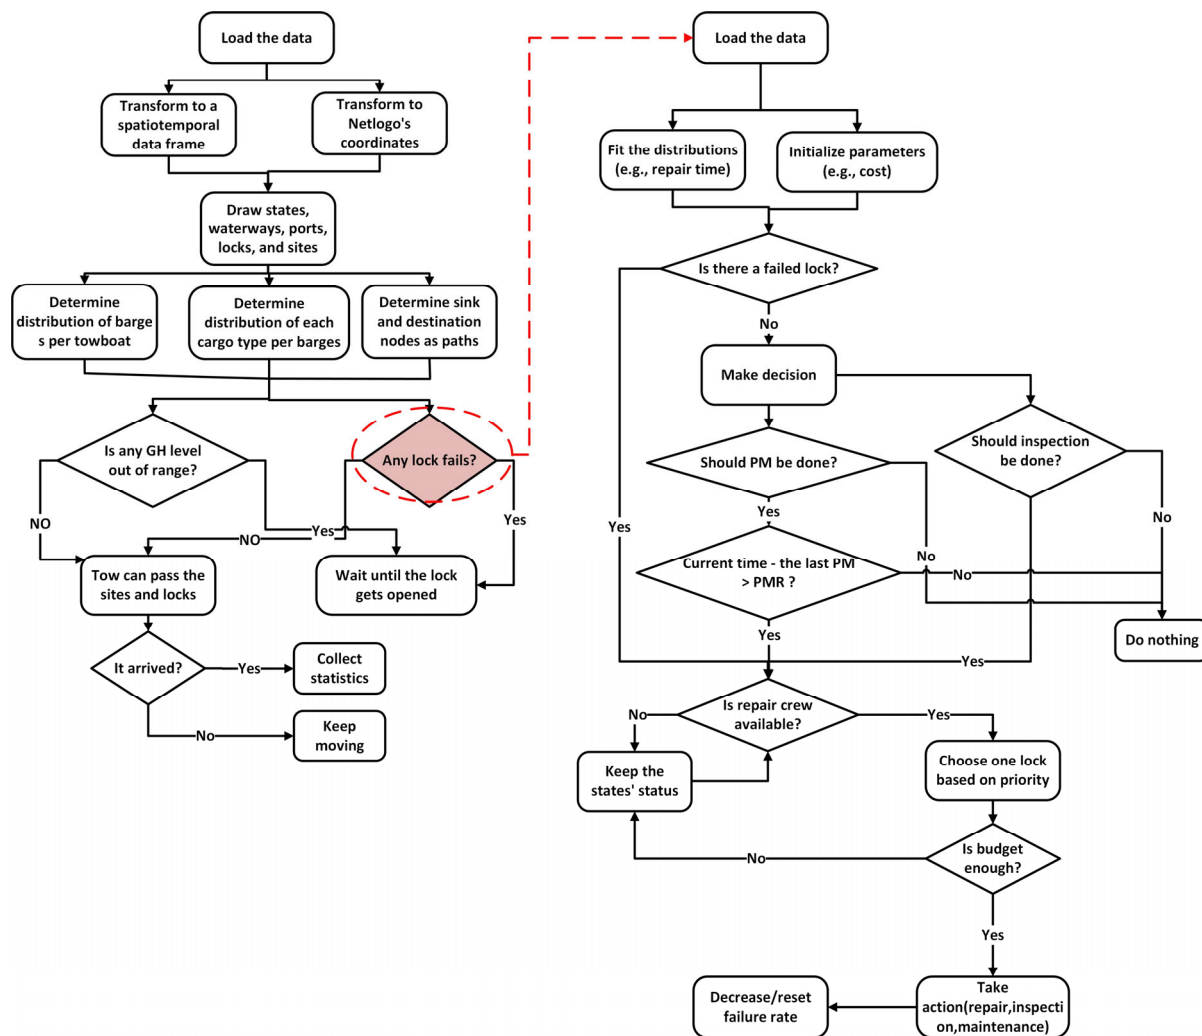 Load the data
Transform to a
spatiotemporal
data frame
Transform to
Netlogo's
coordinates
Draw states,
waterways, ports,
locks, and sites
Determine
distribution of barge
s per towboat
Determine
distribution of each
cargo type per barges
Determine sink
and destination
nodes as paths
Is any GH level
out of range?
Any lock fails?
NO
Yes
NO
Yes
Tow can pass the
sites and locks
Wait until the lock
gets opened
It arrived?
Yes
Collect
statistics
No
Keep
moving
Load the data
Fit the distributions
(e.g., repair time)
Initialize parameters
(e.g., cost)
Is there a failed lock?
No
Yes
Make decision
Should PM be done?
Should inspection
be done?
Yes
No
No
Current time - the last PM
> PMR ?
No
Do nothing
Yes
Yes
Is repair crew
available?
No
Yes
Keep the
states' status
Choose one lock
based on priority
Is budget
enough?
No
Yes
Take
action(repair,inspecti
on,maintenance)
Decrease/reset
failure rate